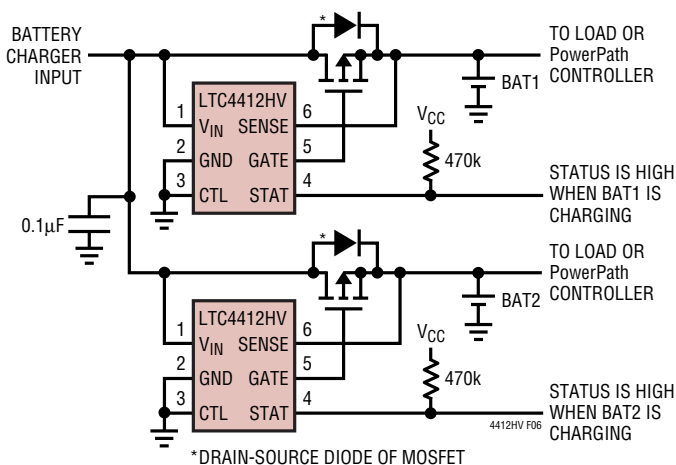 BATTERY
CHARGER
INPUT
*
TO LOAD OR
PowerPath
CONTROLLER
BAT1
LTC4412HV
1
VIN SENSE
6
2
GND GATE
5
3
CTL STAT
4
VCC
470k
STATUS IS HIGH
WHEN BAT1 IS
CHARGING
0.1µF
*
TO LOAD OR
PowerPath
CONTROLLER
BAT2
LTC4412HV
1
VIN SENSE
6
2
GND GATE
5
3
CTL STAT
4
VCC
470k
STATUS IS HIGH
WHEN BAT2 IS
CHARGING
4412HV F06
*DRAIN-SOURCE DIODE OF MOSFET